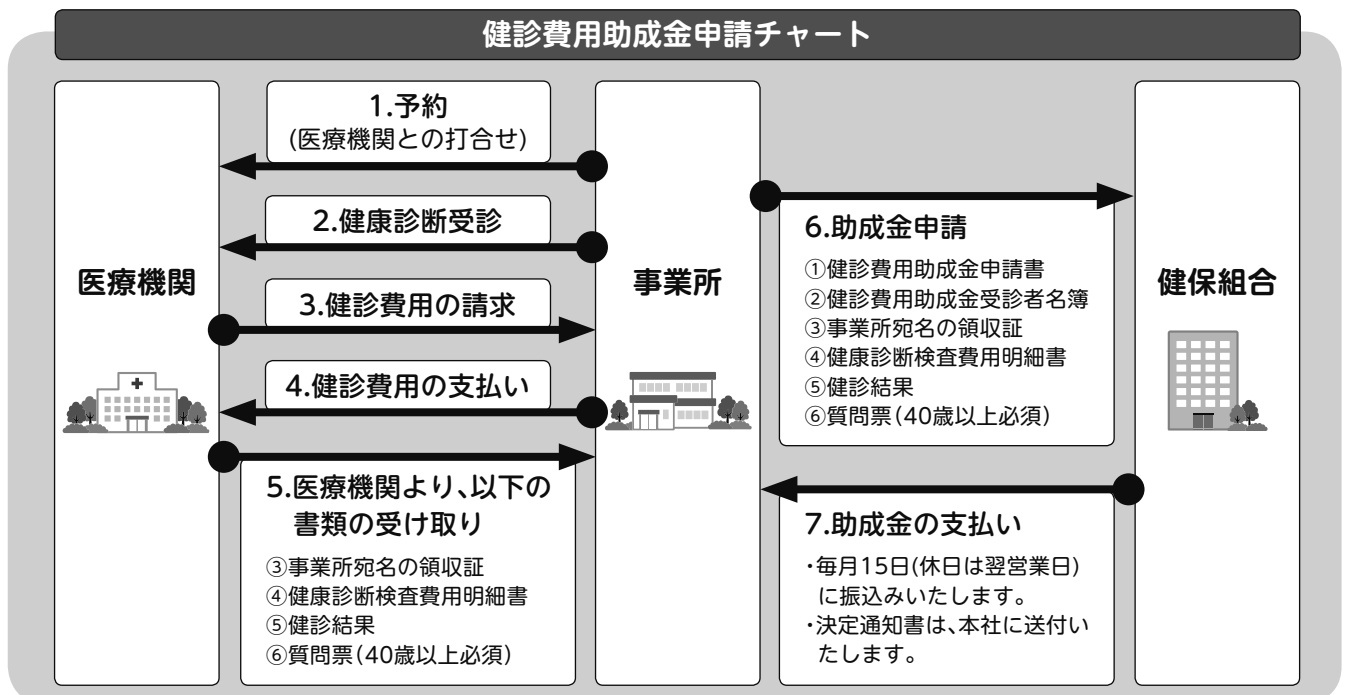 健診費用助成金申請チャート
医療機関
1.予約
(医療機関との打合せ)
2.健康診断受診
3.健診費用の請求
4.健診費用の支払い
5.医療機関より、以下の
書類の受け取り
③事業所宛名の領収証
④健康診断検査費用明細書
⑤健診結果
⑥質問票(40歳以上必須)
事業所
6.助成金申請
①健診費用助成金申請書
②健診費用助成金受診者名簿
③事業所宛名の領収証
④健康診断検査費用明細書
⑤健診結果
⑥質問票(40歳以上必須)
7.助成金の支払い
・毎月15日(休日は翌営業日)
に振込みいたします。
・決定通知書は、本社に送付い
たします。
健保組合